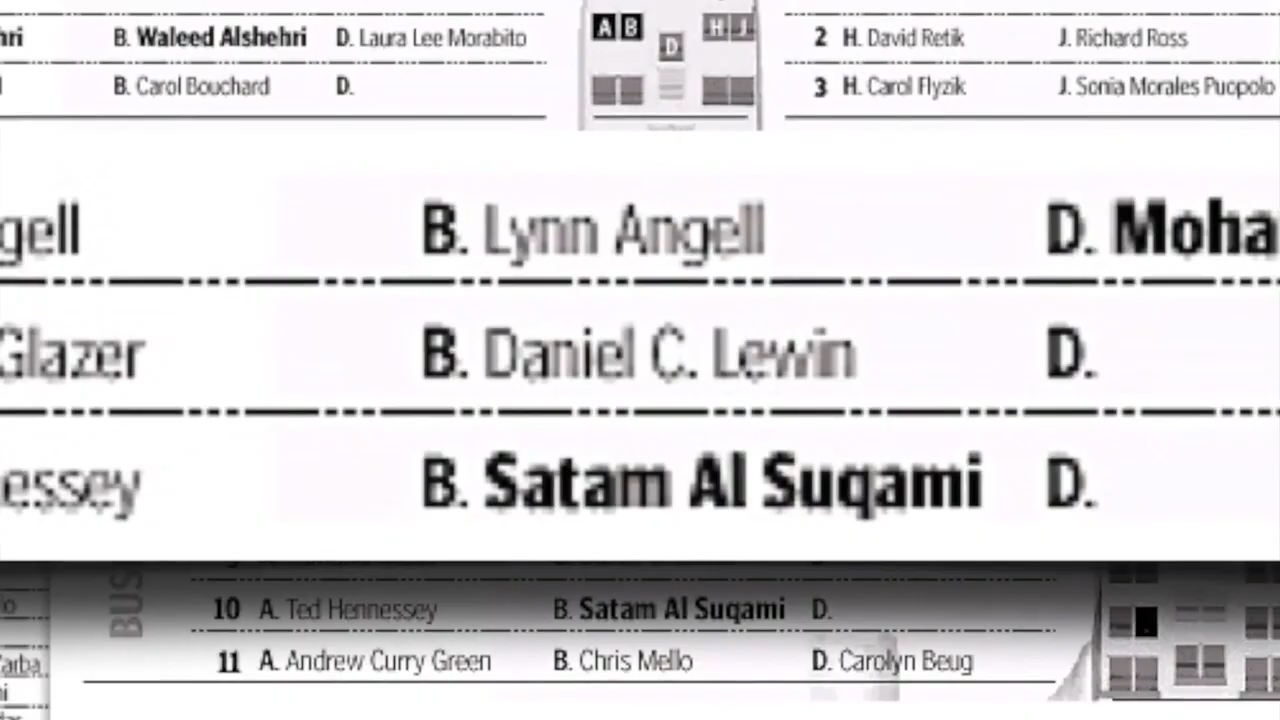 hri B. Waleed Alshehri D. Laura Lee Morabito A B H J 2 H. David Retik J. Richard Ross
D
B. Carol Bouchard D. 3 H. Carol Flyzik J. Sonia Morales Puopolo
gell B. Lynn Angell D. Moha
Glazer B. Daniel C. Lewin D.
essey B. Satam Al Suqami D.
BUS
10 A. Ted Hennessey B. Satam Al Suqami D.
11 A. Andrew Curry Green B. Chris Mello D. Carolyn Beug